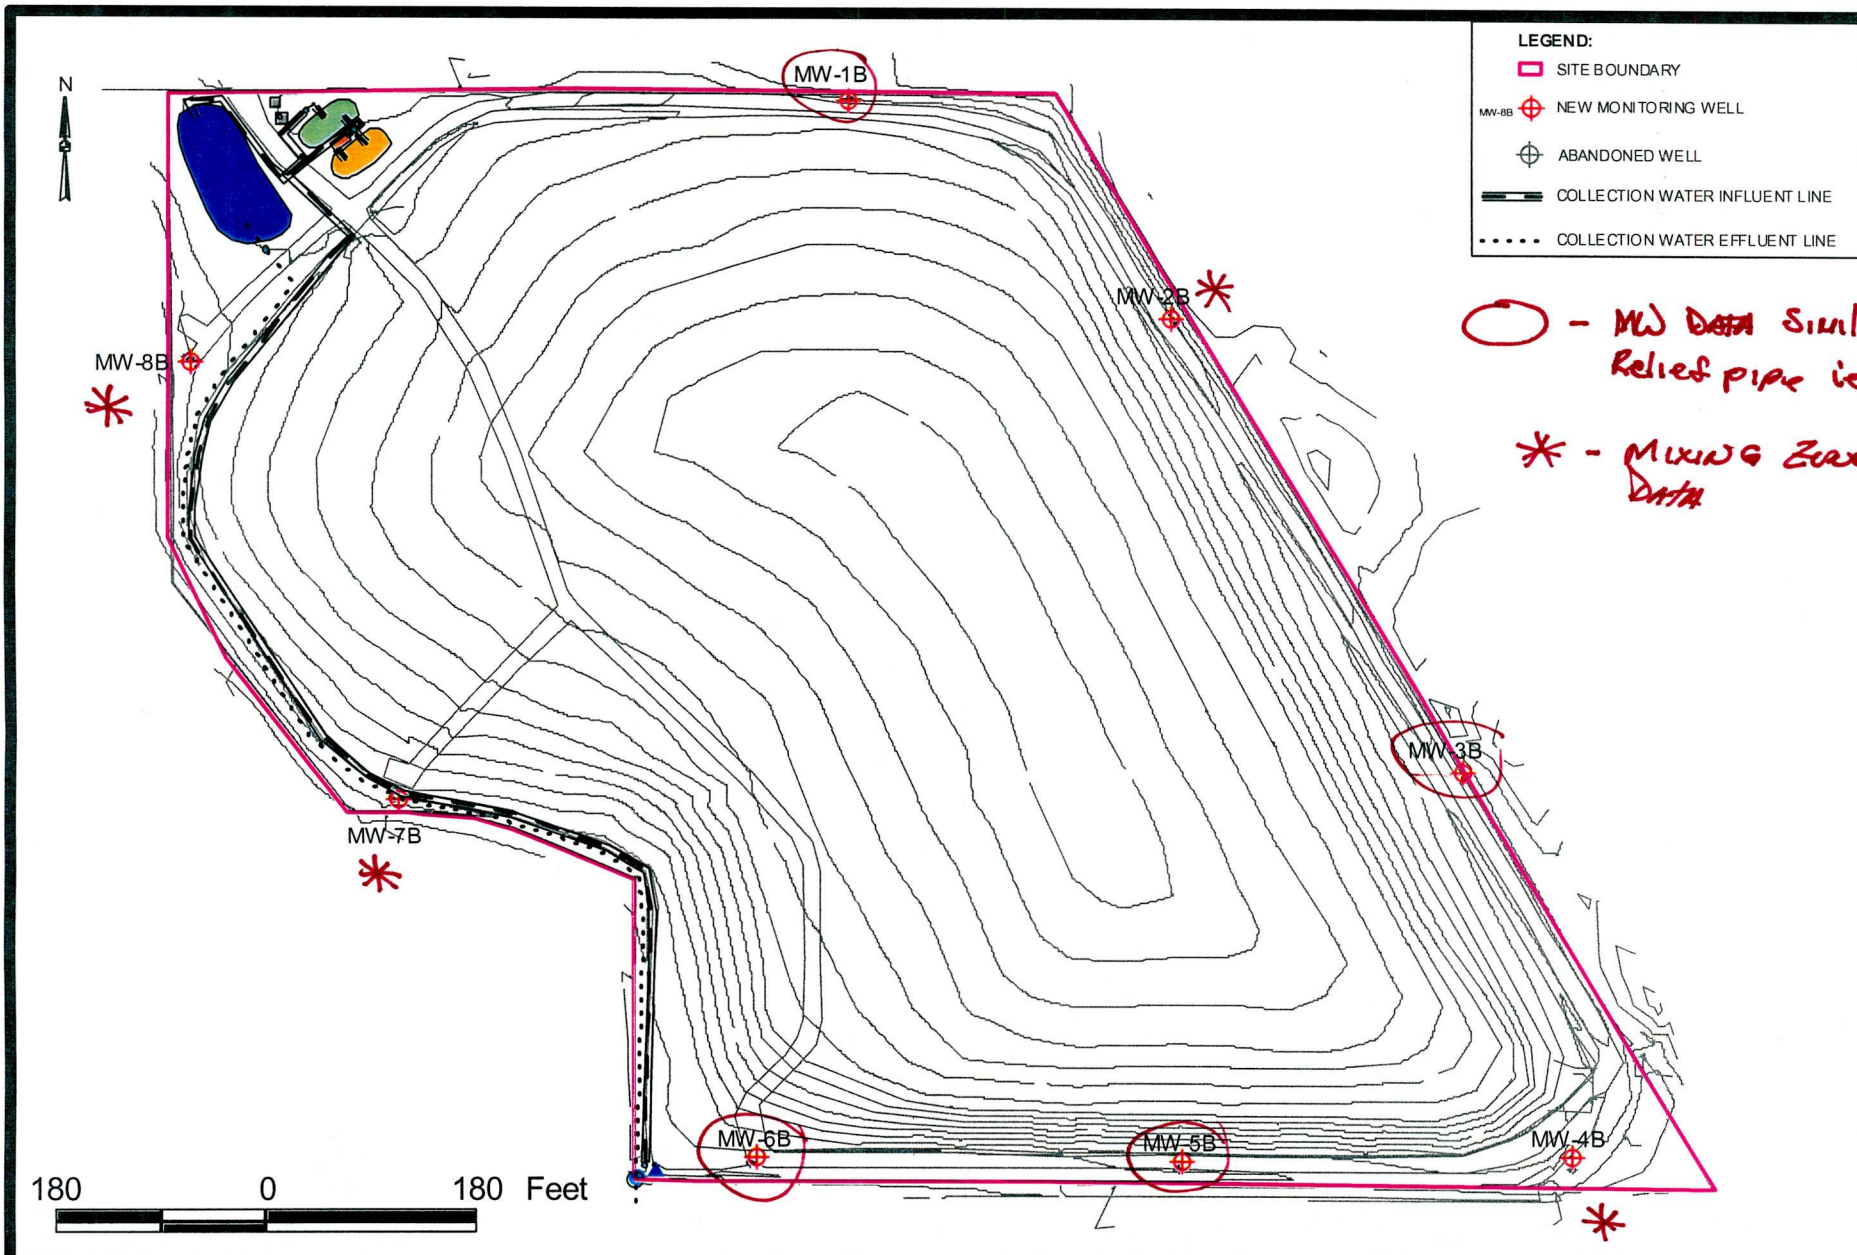 N
MW-1B
LEGEND:
SITE BOUNDARY
MW-8B NEW MONITORING WELL
ABANDONED WELL
COLLECTION WATER INFLUENT LINE
COLLECTION WATER EFFLUENT LINE
MW-2B
- MW DATA
Relief pipe
MW-8B
- MIXING
DATA
MW-3B
MW-7B
MW-6B
MW-5B
MW-4B
180 0 180 Feet